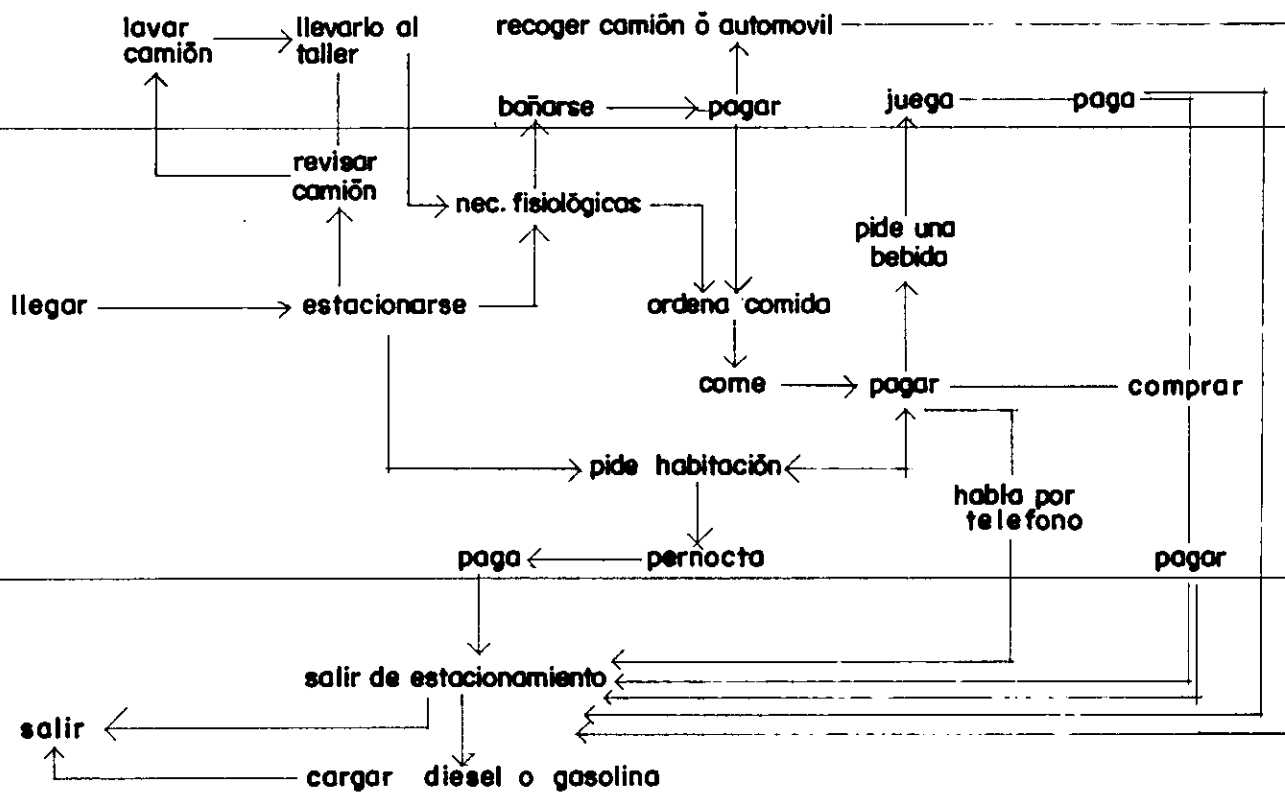 lavar
camión
llevarlo al
taller
recoger camión ó automovil
bañarse
pagar
juega
paga
revisar
camión
nec. fisiológicas
pide una
bebida
llegar
estacionarse
ordena comida
come
pagar
comprar
pide habitación
habla por
telefono
paga
pernocta
pagar
salir de estacionamiento
salir
cargar diesel o gasolina